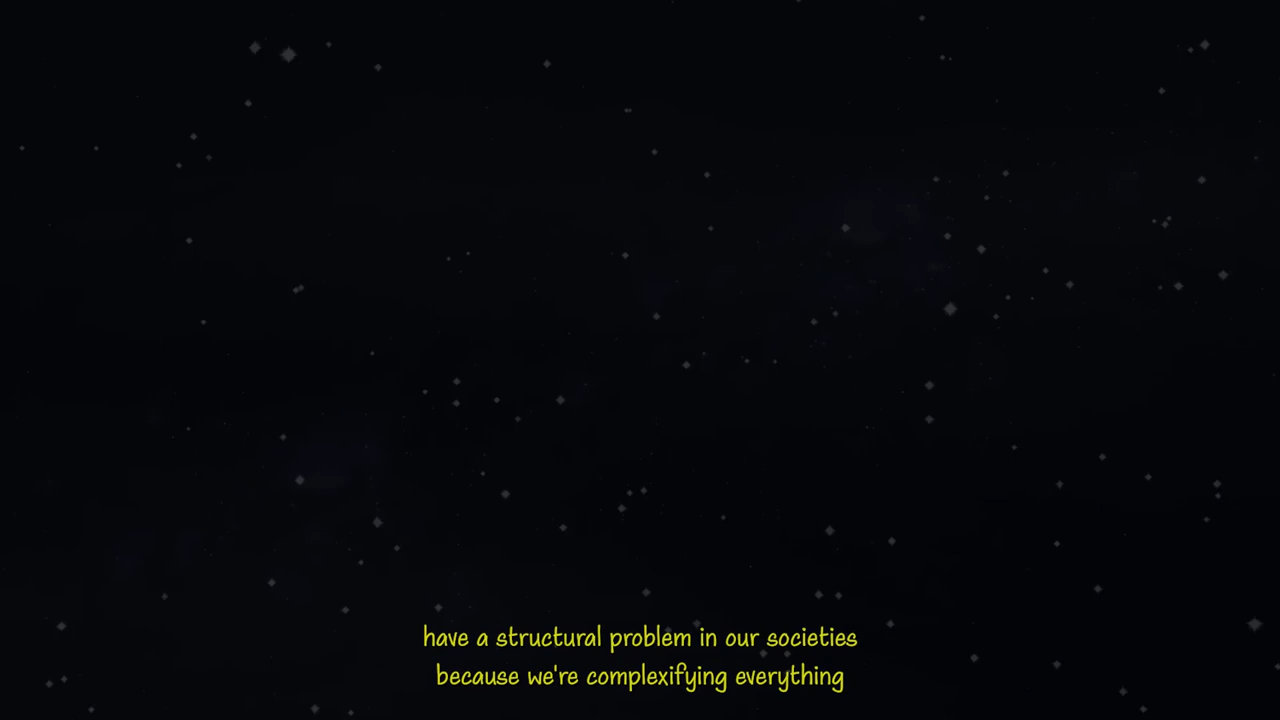 have a structural problem in our societies
because we're complexifying everything